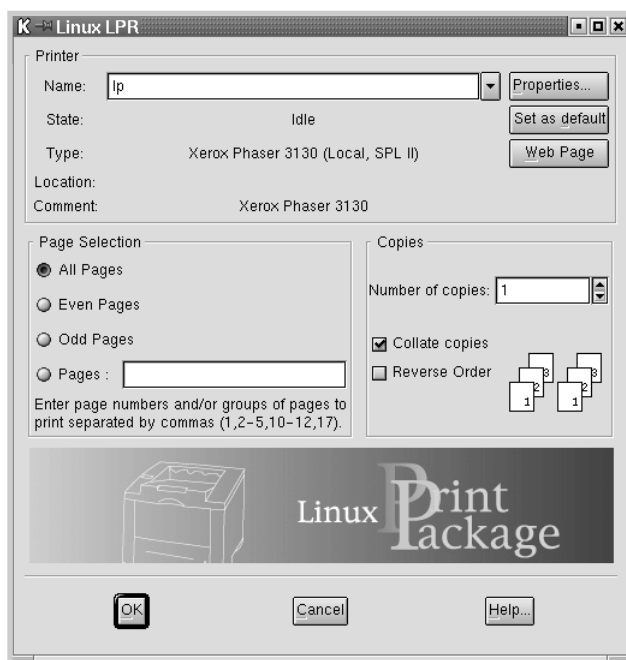 K Linux LPR
Printer
Name: lp Properties...
State: Idle Set as default
Type: Xerox Phaser 3130 (Local, SPL II) Web Page
Location:
Comment: Xerox Phaser 3130
Page Selection
All Pages
Even Pages
Odd Pages
Pages :
Enter page numbers and/or groups of pages to
print separated by commas (1,2-5,10-12,17).
Copies
Number of copies: 1
Collate copies
Reverse Order
3 3
2 2
1 1
Linux Print
Package
OK Cancel Help...